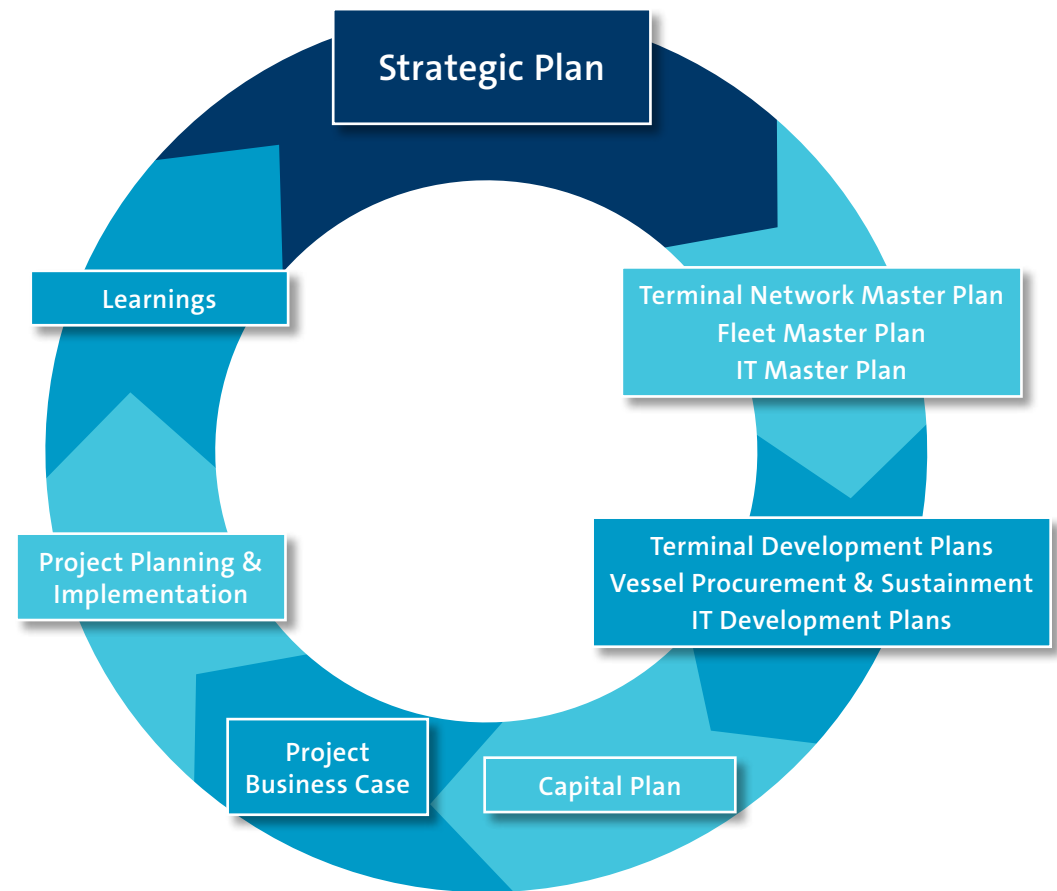 Strategic Plan
Terminal Network Master Plan
Fleet Master Plan
IT Master Plan
Terminal Development Plans
Vessel Procurement & Sustainment
IT Development Plans
Capital Plan
Project
Business Case
Project Planning &
Implementation
Learnings